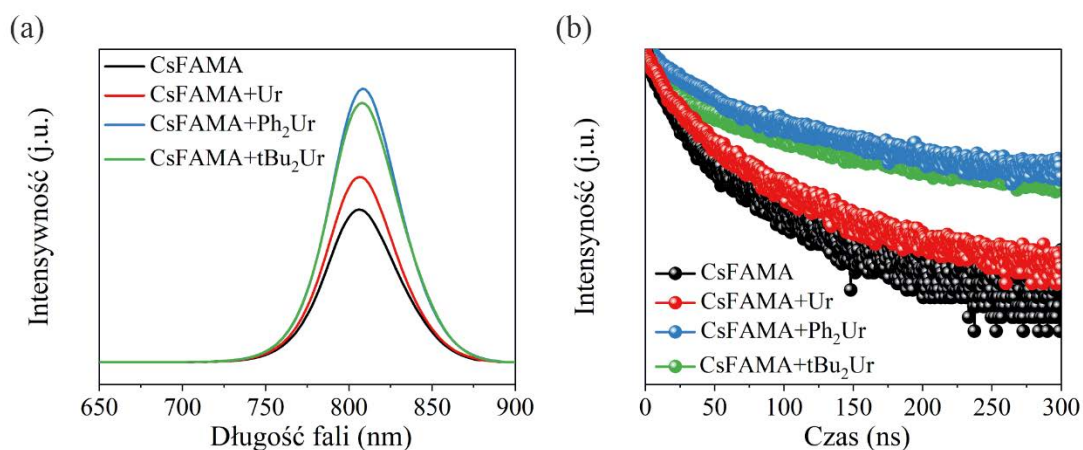 (a)
Intensywność (j.u.)
CsFAMA
CsFAMA+Ur
CsFAMA+Ph₂Ur
CsFAMA+tBu₂Ur
650 700 750 800 850 900
Długość fali (nm)
(b)
Intensyność (j.u.)
CsFAMA
CsFAMA+Ur
CsFAMA+Ph₂Ur
CsFAMA+tBu₂Ur
0 50 100 150 200 250 300
Czas (ns)